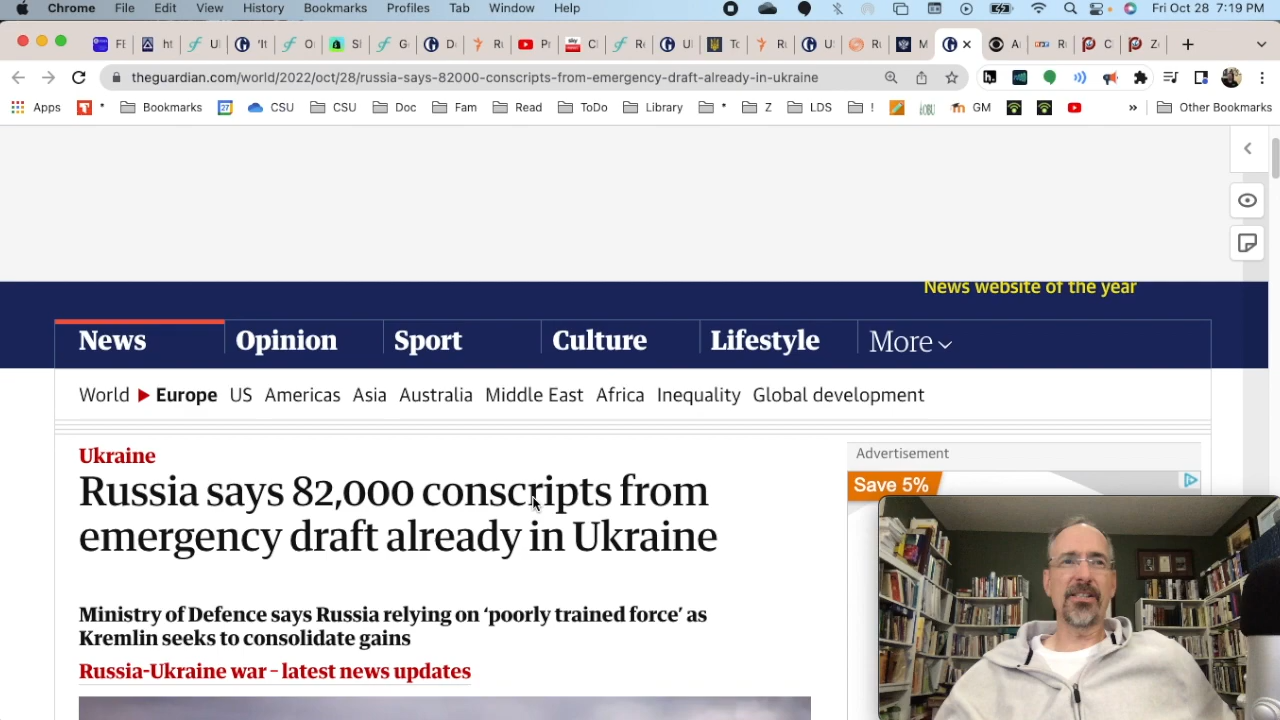 Chrome File Edit View History Bookmarks Profiles Tab Window Help Fri Oct 28 7:19 PM
theguardian.com/world/2022/oct/28/russia-says-82000-conscripts-from-emergency-draft-already-in-ukraine
Apps Bookmarks 27 CSU CSU Doc Fam Read ToDo Library * Z LDS ! GM » Other Bookmarks
News website of the year
News Opinion Sport Culture Lifestyle More
World Europe US Americas Asia Australia Middle East Africa Inequality Global development
Ukraine
Advertisement
Russia says 82,000 conscripts from
emergency draft already in Ukraine
Save 5%
Ministry of Defence says Russia relying on ‘poorly trained force’ as
Kremlin seeks to consolidate gains
Russia-Ukraine war – latest news updates